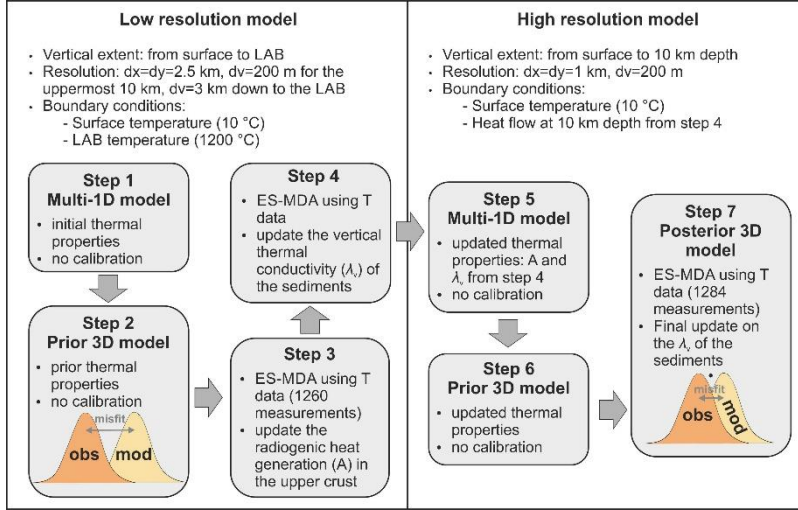 Low resolution model
• Vertical extent: from surface to LAB
• Resolution: dx=dy=2.5 km, dv=200 m for the
uppermost 10 km, dv=3 km down to the LAB
• Boundary conditions:
- Surface temperature (10 °C)
- LAB temperature (1200 °C)
Step 1
Multi-1D model
• initial thermal
properties
• no calibration
Step 2
Prior 3D model
• prior thermal
properties
• no calibration
misfit
obs mod
Step 3
• ES-MDA using T
data (1260
measurements)
• update the
radiogenic heat
generation (A) in
the upper crust
Step 4
• ES-MDA using T
data
• update the vertical
thermal
conductivity (λv) of
the sediments
High resolution model
• Vertical extent: from surface to 10 km depth
• Resolution: dx=dy=1 km, dv=200 m
• Boundary conditions:
- Surface temperature (10 °C)
- Heat flow at 10 km depth from step 4
Step 5
Multi-1D model
• updated thermal
properties: A and
λv from step 4
• no calibration
Step 6
Prior 3D model
• updated thermal
properties
• no calibration
Step 7
Posterior 3D
model
• ES-MDA using T
data (1284
measurements)
• Final update on
the λv of the
sediments
misfit
obs mod